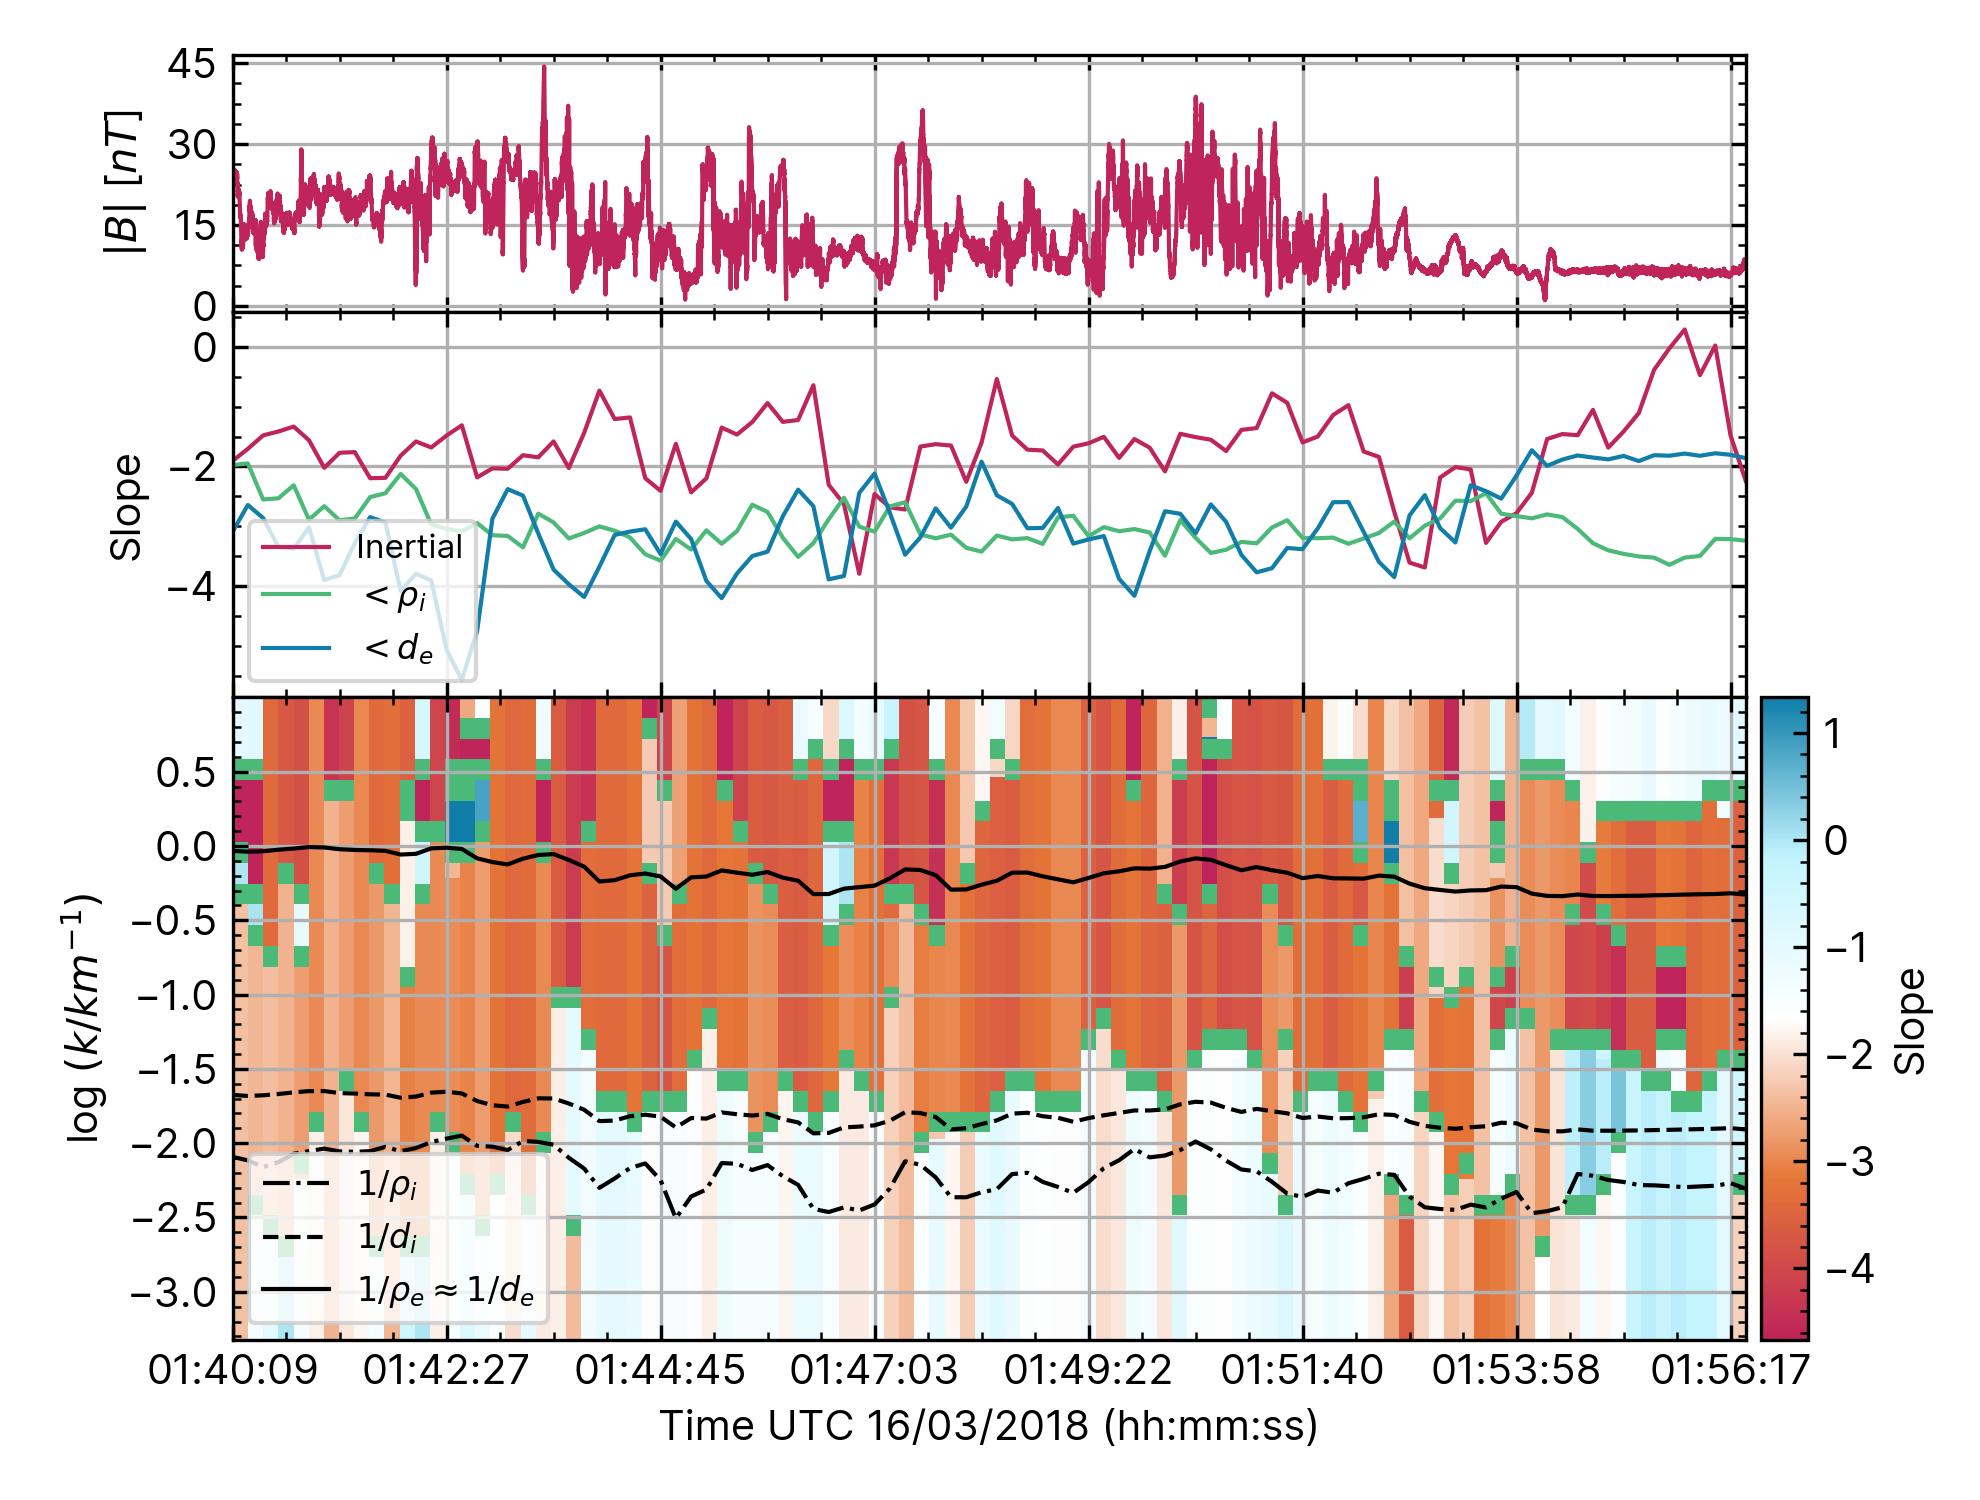 45
30
15
0
|B| [nT]
0
−2
−4
Slope
Inertial
< ρi
< de
0.5
0.0
−0.5
−1.0
−1.5
−2.0
−2.5
−3.0
log (k/km⁻¹)
1/ρi
1/di
1/ρe ≈ 1/de
1
0
−1
−2
−3
−4
Slope
01:40:09 01:42:27 01:44:45 01:47:03 01:49:22 01:51:40 01:53:58 01:56:17
Time UTC 16/03/2018 (hh:mm:ss)